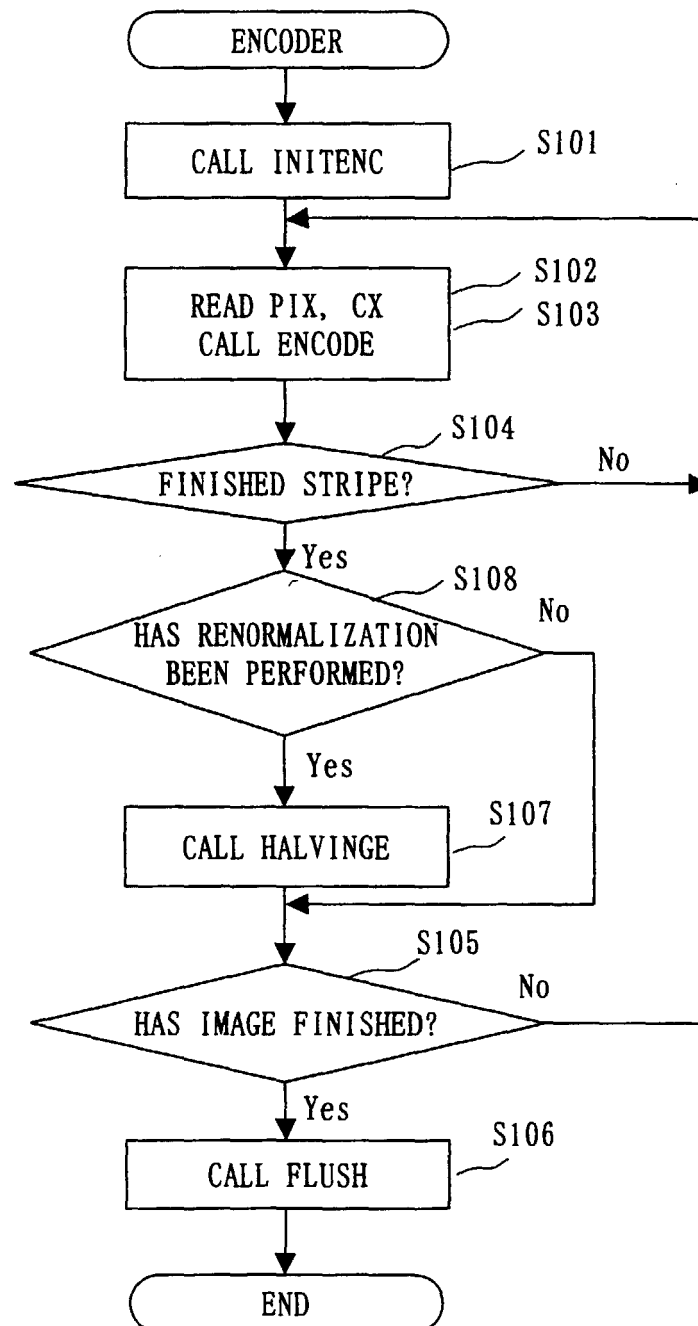 ENCODER
CALL INITENC
S101
READ PIX, CX
CALL ENCODE
S102
S103
S104
FINISHED STRIPE?
No
Yes
S108
HAS RENORMALIZATION
BEEN PERFORMED?
No
Yes
CALL HALVINGE
S107
S105
HAS IMAGE FINISHED?
No
Yes
CALL FLUSH
S106
END